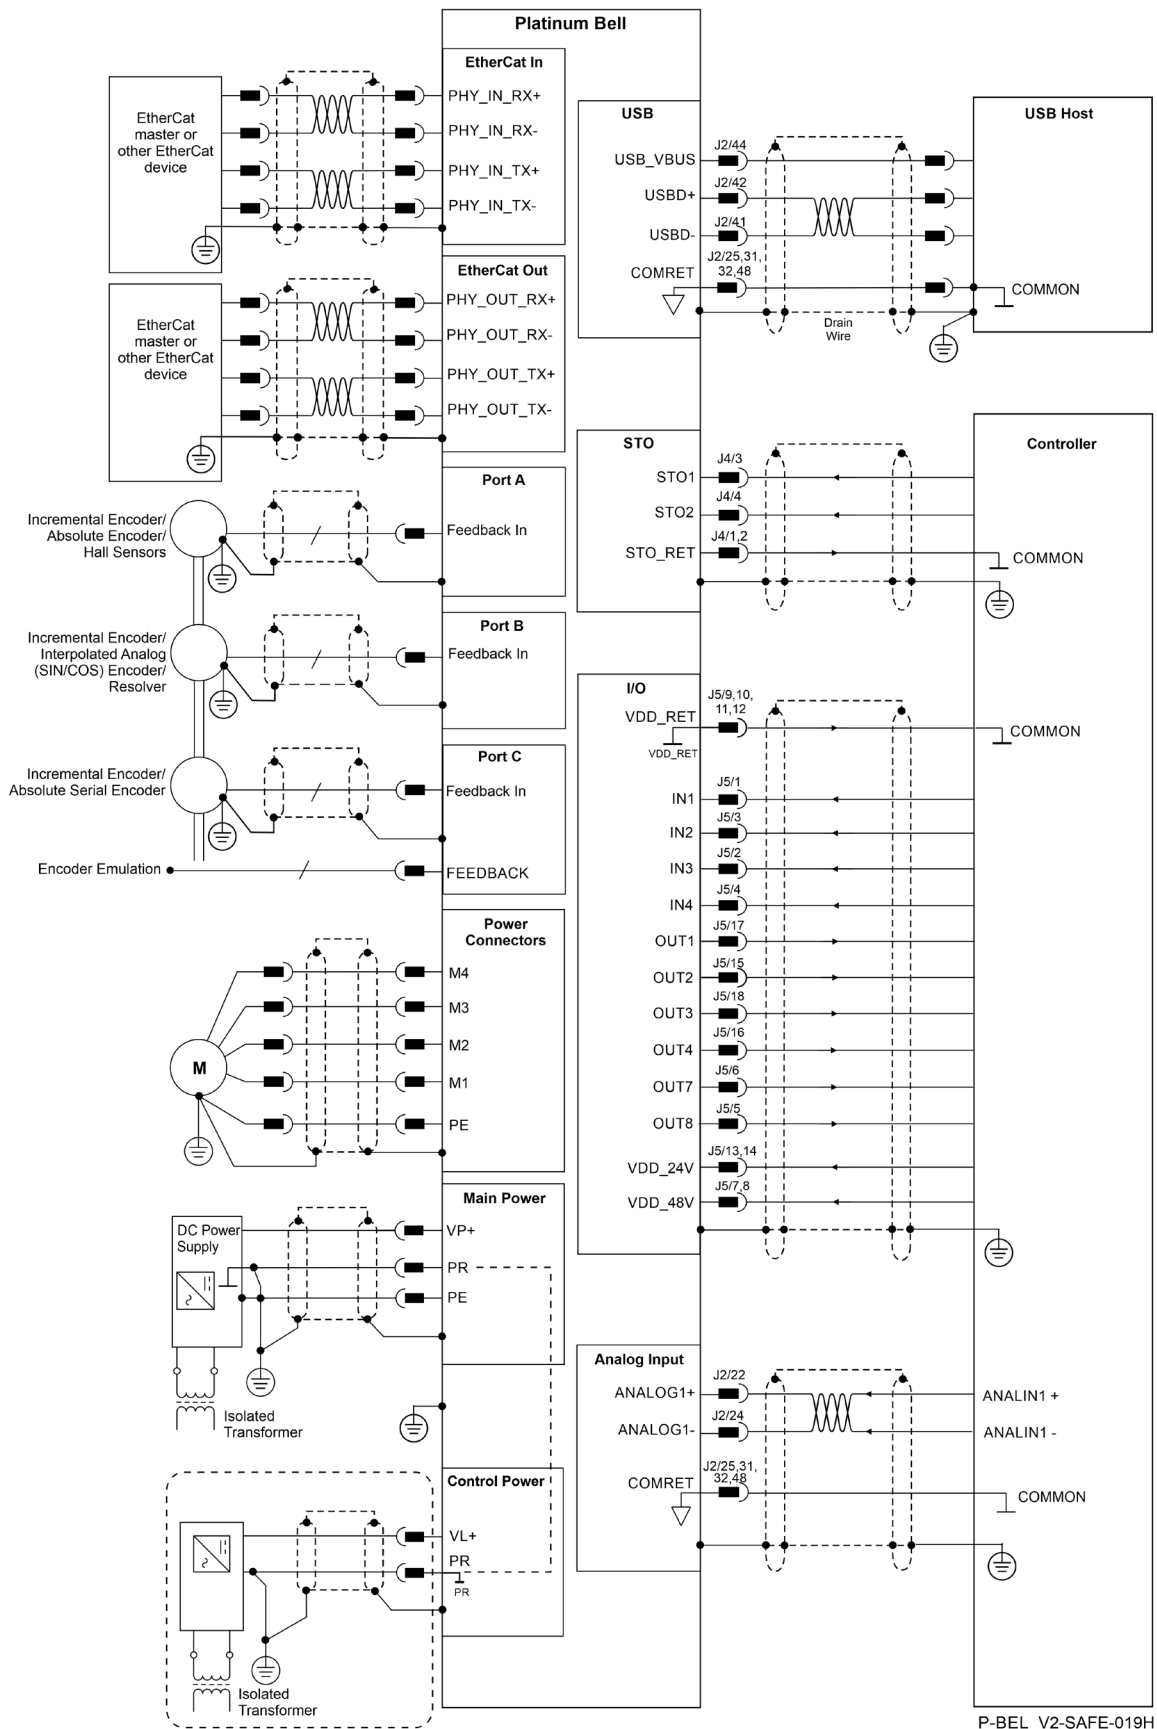 Platinum Bell
EtherCat In
EtherCat
master or
other EtherCat
device
PHY_IN_RX+
PHY_IN_RX-
PHY_IN_TX+
PHY_IN_TX-
EtherCat Out
EtherCat
master or
other EtherCat
device
PHY_OUT_RX+
PHY_OUT_RX-
PHY_OUT_TX+
PHY_OUT_TX-
Port A
Incremental Encoder/
Absolute Encoder/
Hall Sensors
Feedback In
Port B
Incremental Encoder/
Interpolated Analog
(SIN/COS) Encoder/
Resolver
Feedback In
Port C
Incremental Encoder/
Absolute Serial Encoder
Feedback In
Encoder Emulation
FEEDBACK
Power
Connectors
M
M4
M3
M2
M1
PE
Main Power
DC Power
Supply
VP+
PR
PE
Isolated
Transformer
Control Power
VL+
PR
PR
Isolated
Transformer
USB
USB Host
USB_VBUS
J2/44
USBD+
J2/42
USBD-
J2/41
COMRET
J2/25,31,
32,48
COMMON
Drain
Wire
STO
Controller
STO1
J4/3
STO2
J4/4
STO_RET
J4/1,2
COMMON
I/O
VDD_RET
J5/9,10,
11,12
VDD_RET
COMMON
IN1
J5/1
IN2
J5/3
IN3
J5/2
IN4
J5/4
OUT1
J5/17
OUT2
J5/15
OUT3
J5/18
OUT4
J5/16
OUT7
J5/6
OUT8
J5/5
VDD_24V
J5/13,14
VDD_48V
J5/7,8
Analog Input
ANALOG1+
J2/22
ANALIN1 +
ANALOG1-
J2/24
ANALIN1 -
COMRET
J2/25,31,
32,48
COMMON
P-BEL V2-SAFE-019H